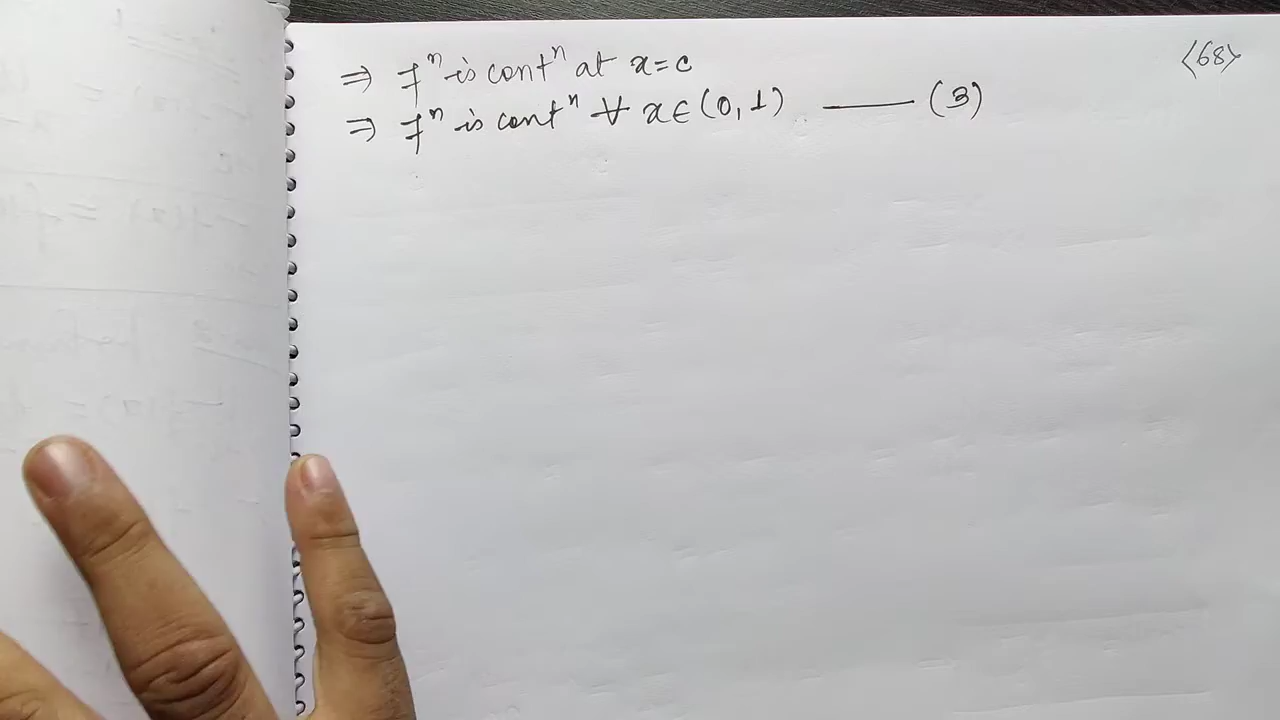 ⟨68⟩
⇒ fⁿ is contⁿ at x=c
⇒ fⁿ is contⁿ ∀ x∈(0,1) —— (3)